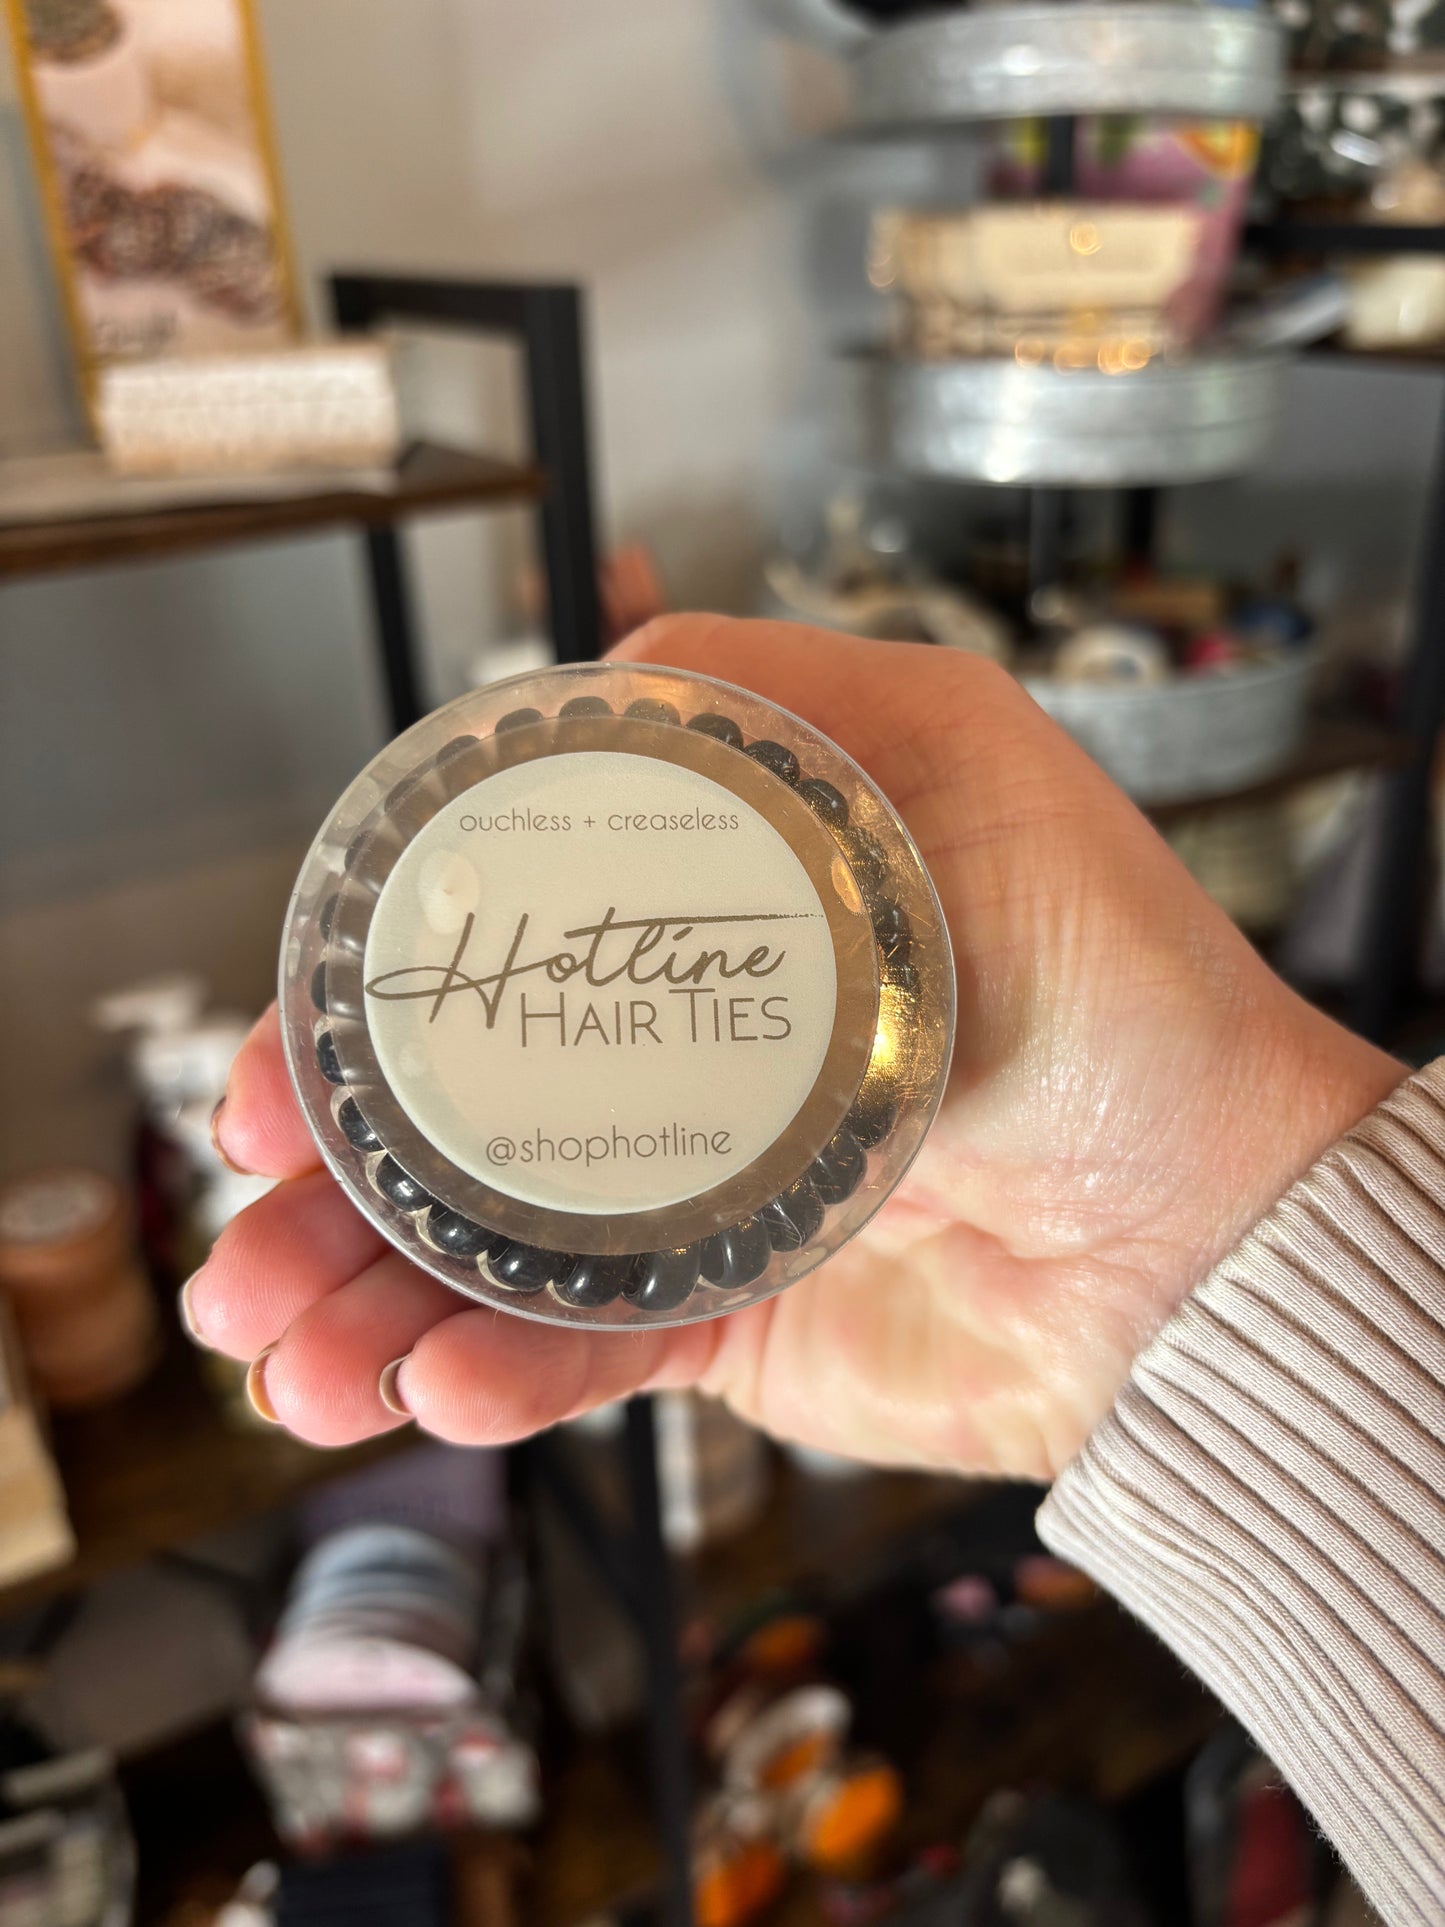 ouchless + creaseless
Hotline
HAIR TIES
@shophotline